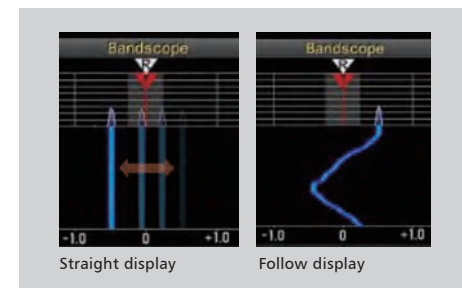 Bandscope
R
-1.0 0 +1.0
Straight display
Bandscope
R
-1.0 0 +1.0
Follow display